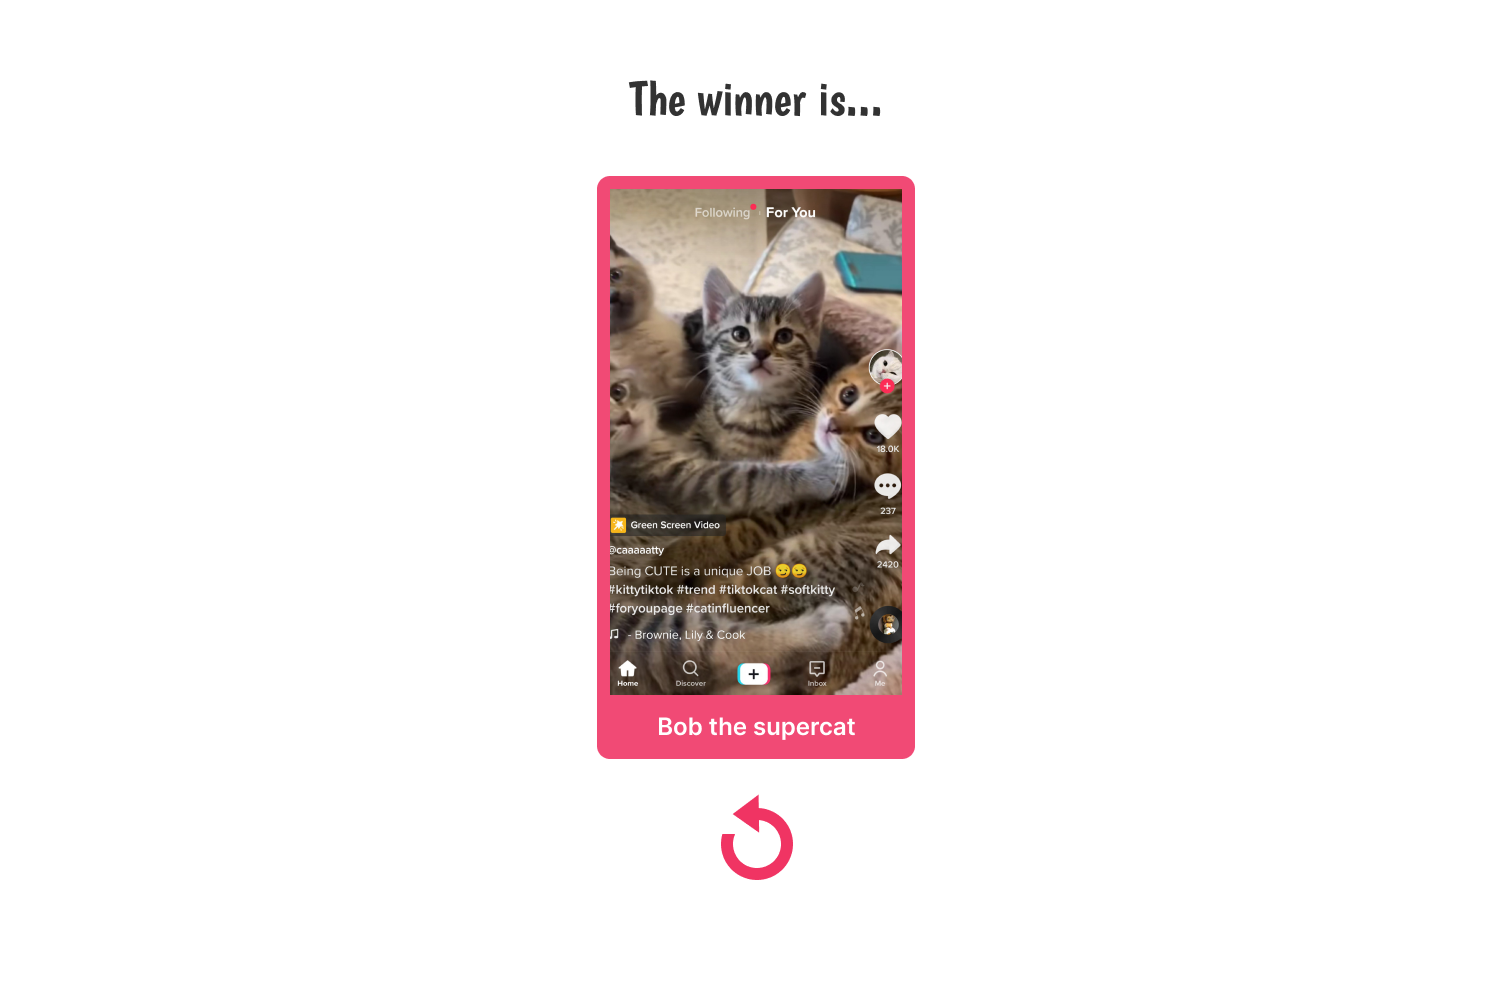 The winner is...
Following For You
18.0K
237
Green Screen Video
@caaaaatty
2420
Being CUTE is a unique JOB 😏😏
#kittytiktok #trend #tiktokcat #softkitty
#foryoupage #catinfluencer
- Brownie, Lily & Cook
Home Discover Inbox Me
Bob the supercat